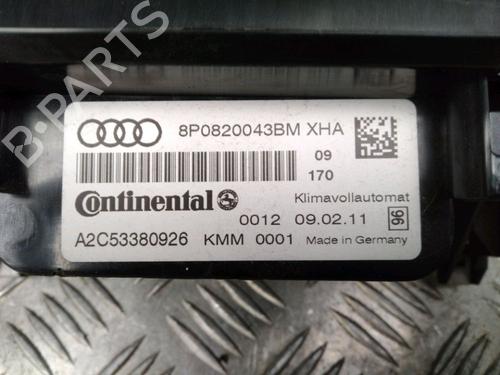 8P0820043BM XHA
09
170
Continental
Klimavollautomat
0012 09.02.11
96
A2C53380926 KMM 0001 Made in Germany
B-PARTS